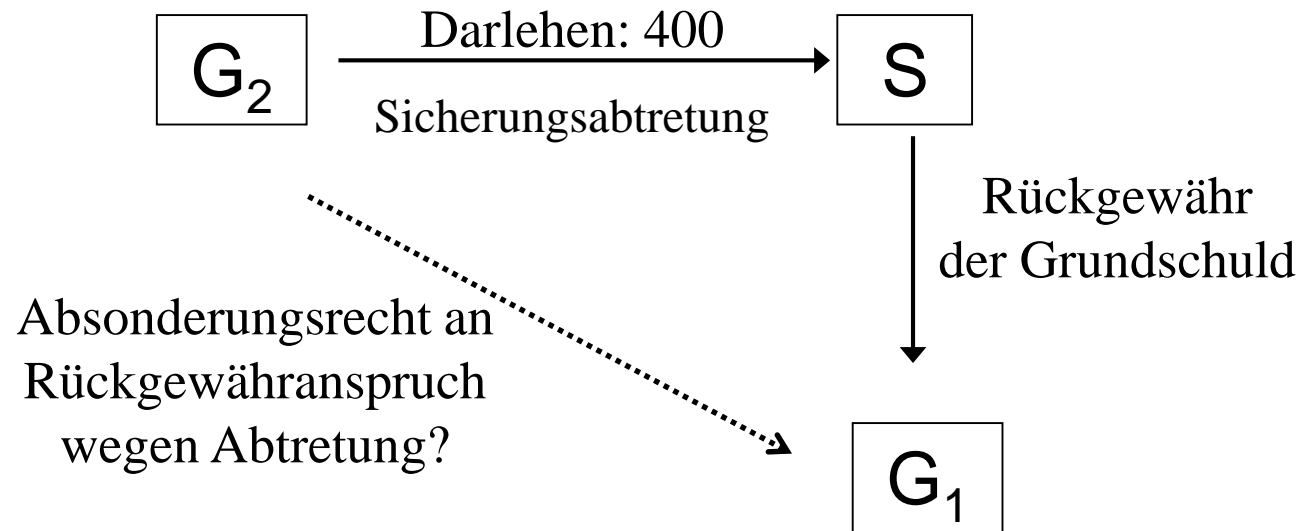 G₂
Darlehen: 400
S
Sicherungsabtretung
Rückgewähr
der Grundschuld
Absonderungsrecht an
Rückgewähranspruch
wegen Abtretung?
G₁